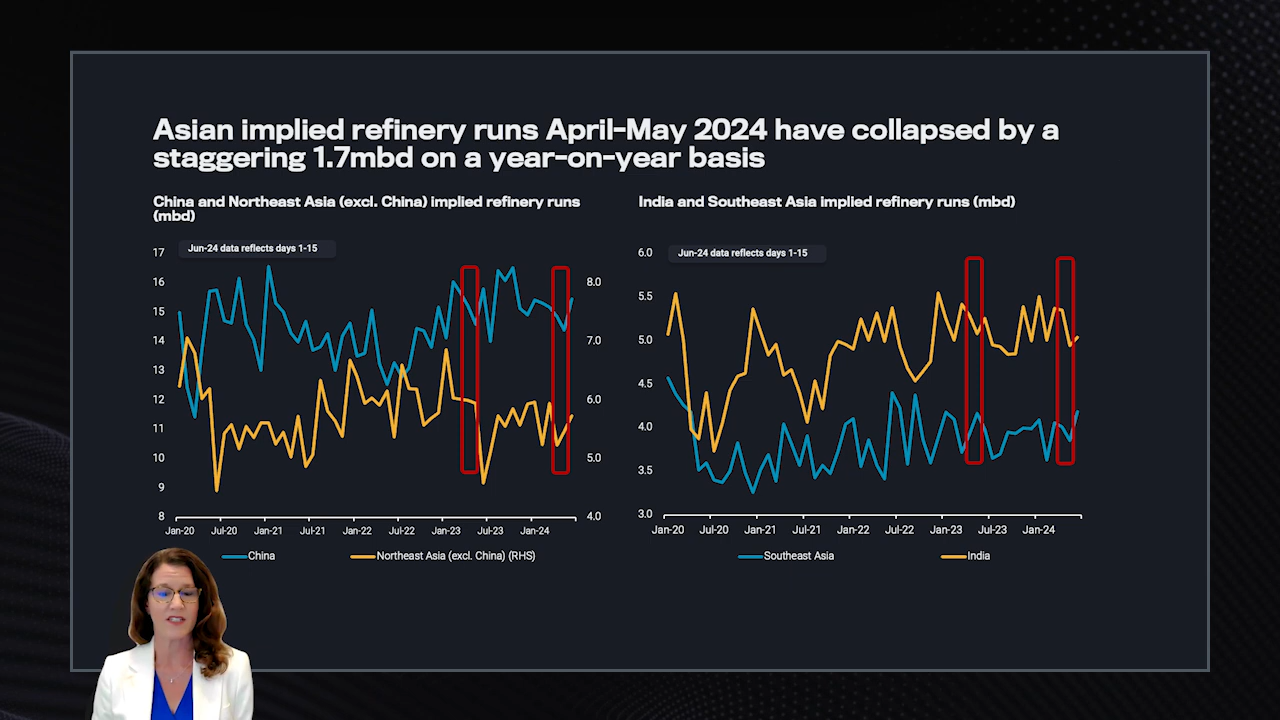 Asian implied refinery runs April-May 2024 have collapsed by a
staggering 1.7mbd on a year-on-year basis
China and Northeast Asia (excl. China) implied refinery runs
(mbd)
Jun-24 data reflects days 1-15
17
16
15
14
13
12
11
10
9
8
8.0
7.0
6.0
5.0
4.0
Jan-20 Jul-20 Jan-21 Jul-21 Jan-22 Jul-22 Jan-23 Jul-23 Jan-24
China Northeast Asia (excl. China) (RHS)
India and Southeast Asia implied refinery runs (mbd)
Jun-24 data reflects days 1-15
6.0
5.5
5.0
4.5
4.0
3.5
3.0
Jan-20 Jul-20 Jan-21 Jul-21 Jan-22 Jul-22 Jan-23 Jul-23 Jan-24
Southeast Asia India